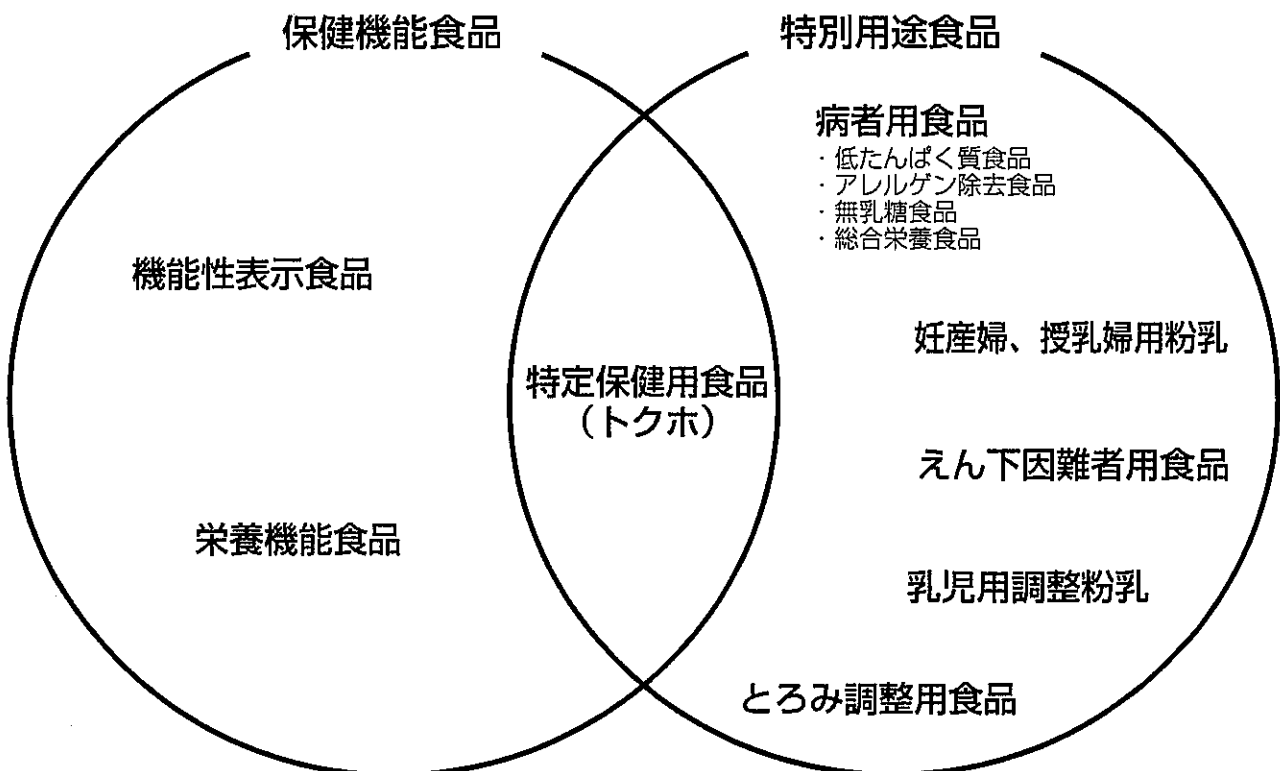 保健機能食品
特別用途食品
病者用食品
・低たんぱく質食品
・アレルゲン除去食品
・無乳糖食品
・総合栄養食品
機能性表示食品
妊産婦、授乳婦用粉乳
特定保健用食品
（トクホ）
えん下因難者用食品
栄養機能食品
乳児用調整粉乳
とろみ調整用食品